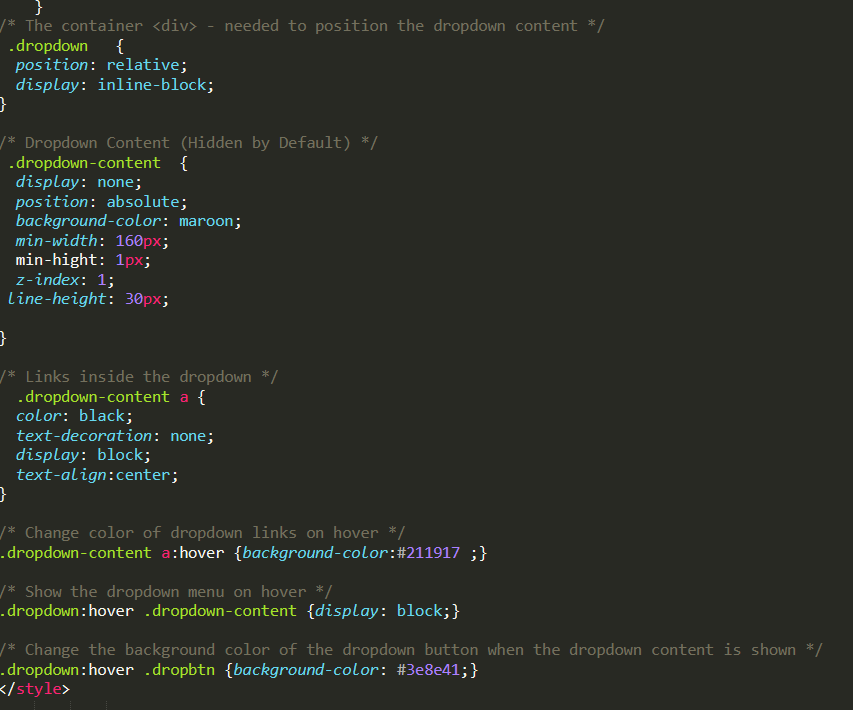 }
/* The container <div> - needed to position the dropdown content */
.dropdown   {
position: relative;
display: inline-block;
}
/* Dropdown Content (Hidden by Default) */
.dropdown-content  {
display: none;
position: absolute;
background-color: maroon;
min-width: 160px;
min-hight: 1px;
z-index: 1;
line-height: 30px;
}
/* Links inside the dropdown */
.dropdown-content a {
color: black;
text-decoration: none;
display: block;
text-align:center;
}
/* Change color of dropdown links on hover */
.dropdown-content a:hover {background-color:#211917 ;}
/* Show the dropdown menu on hover */
.dropdown:hover .dropdown-content {display: block;}
/* Change the background color of the dropdown button when the dropdown content is shown */
.dropdown:hover .dropbtn {background-color: #3e8e41;}
</style>